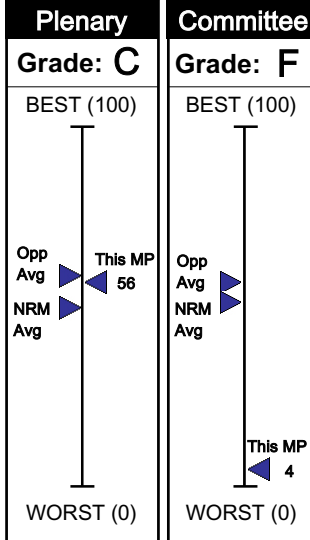 Plenary
Grade: C
BEST (100)
Opp
Avg
This MP
56
NRM
Avg
WORST (0)
Committee
Grade: F
BEST (100)
Opp
Avg
NRM
Avg
This MP
4
WORST (0)